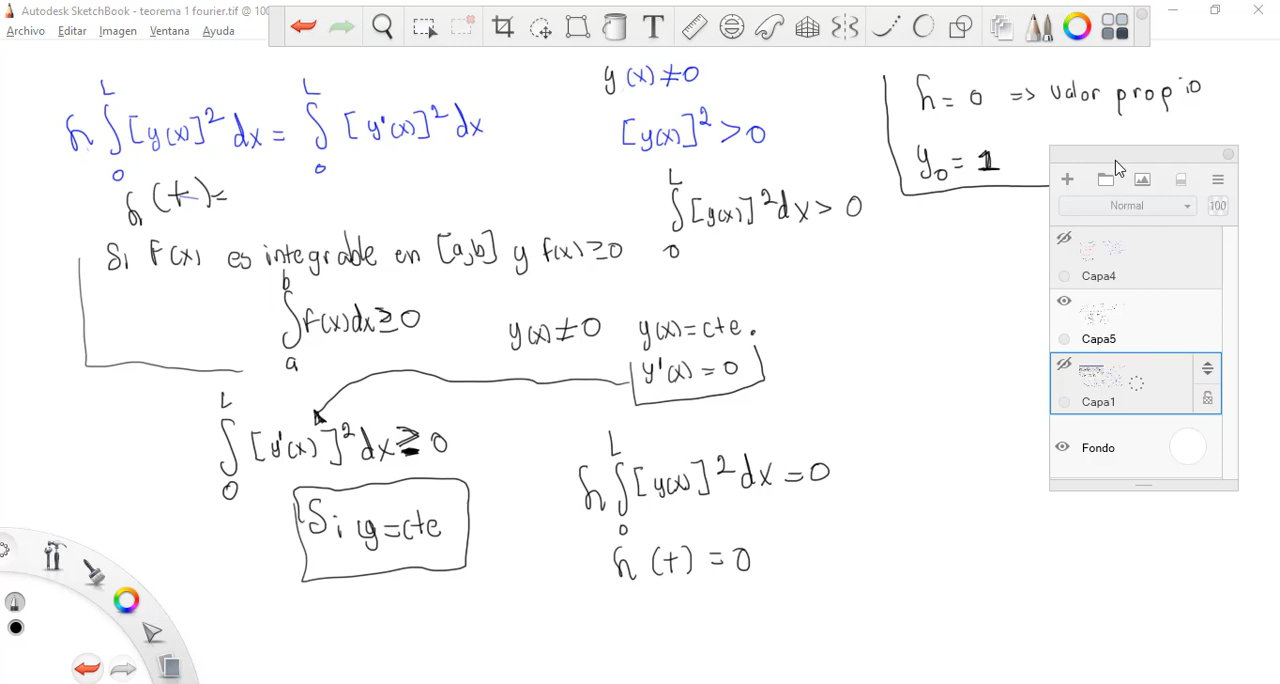 Autodesk SketchBook - teorema 1 fourier.tif @ 100
Archivo Editar Imagen Ventana Ayuda
ℏ ∫₀ᴸ [y(x)]² dx = ∫₀ᴸ [y'(x)]² dx
ℏ (+)=
y(x)≠0
[y(x)]² > 0
∫₀ᴸ [y(x)]² dx > 0
ℏ = 0 => valor propio
y₀ = 1
Si F(x) es integrable en [a,b] y f(x) ≥ 0
∫ₐᵇ f(x)dx ≥ 0
y(x)≠0 y(x)=cte.
y'(x) = 0
∫₀ᴸ [y'(x)]² dx ≥ 0
Si y=cte
ℏ ∫₀ᴸ [y(x)]² dx = 0
ℏ (+) = 0
Normal
100
Capa4
Capa5
Capa1
Fondo